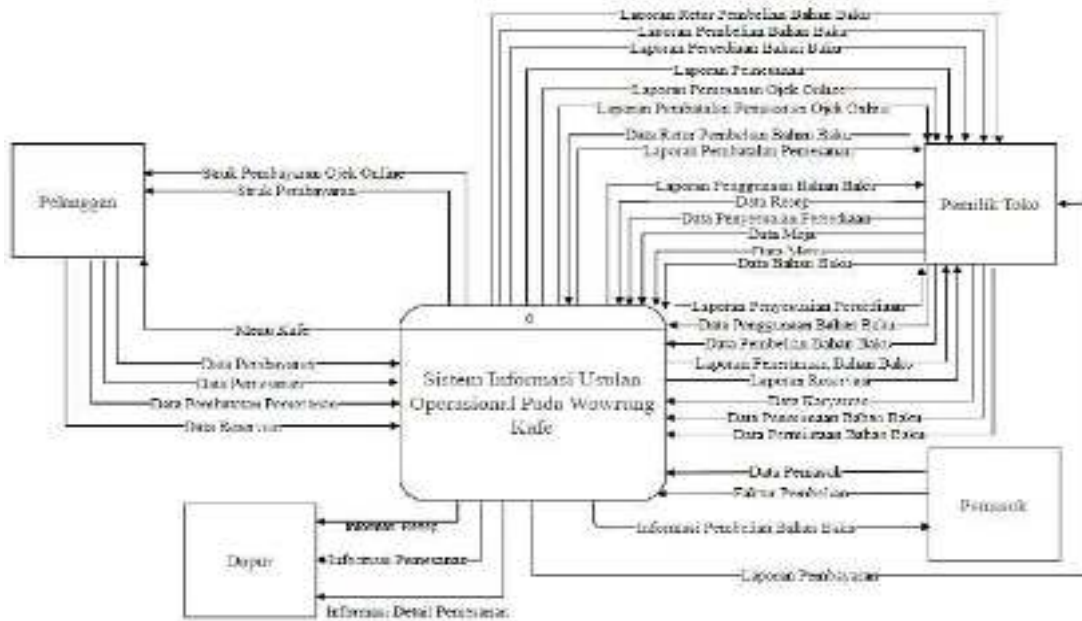 Laporan Retur Pembelian Bahan Baku
Laporan Pembelian Bahan Baku
Laporan Persediaan Bahan Baku
Laporan Pemesanan
Laporan Pemesanan Ojek Online
Laporan Pembatalan Pemesanan Ojek Online
Data Retur Pembelian Bahan Baku
Laporan Pembatalan Pemesanan
Struk Pembayaran Ojek Online
Struk Pembayaran
Pelanggan
Laporan Penggunaan Bahan Baku
Data Resep
Pemilik Toko
Data Penyesuaian Persediaan
Data Meja
Data Menu
Data Bahan Baku
Laporan Penyesuaian Persediaan
0
Menu Kafe
Data Penggunaan Bahan Baku
Data Pembelian Bahan Baku
Data Pembayaran
Laporan Penerimaan Bahan Baku
Data Pemesanan
Laporan Reservasi
Sistem Informasi Usulan
Operasional Pada Wowrung
Kafe
Data Pembatalan Pemesanan
Data Karyawan
Data Pemesanan Bahan Baku
Data Reservasi
Data Permintaan Bahan Baku
Data Pemasok
Faktur Pembelian
Pemasok
Informasi Resep
Informasi Pembelian Bahan Baku
Dapur
Informasi Pemesanan
Laporan Pembayaran
Informasi Detail Pemesanan